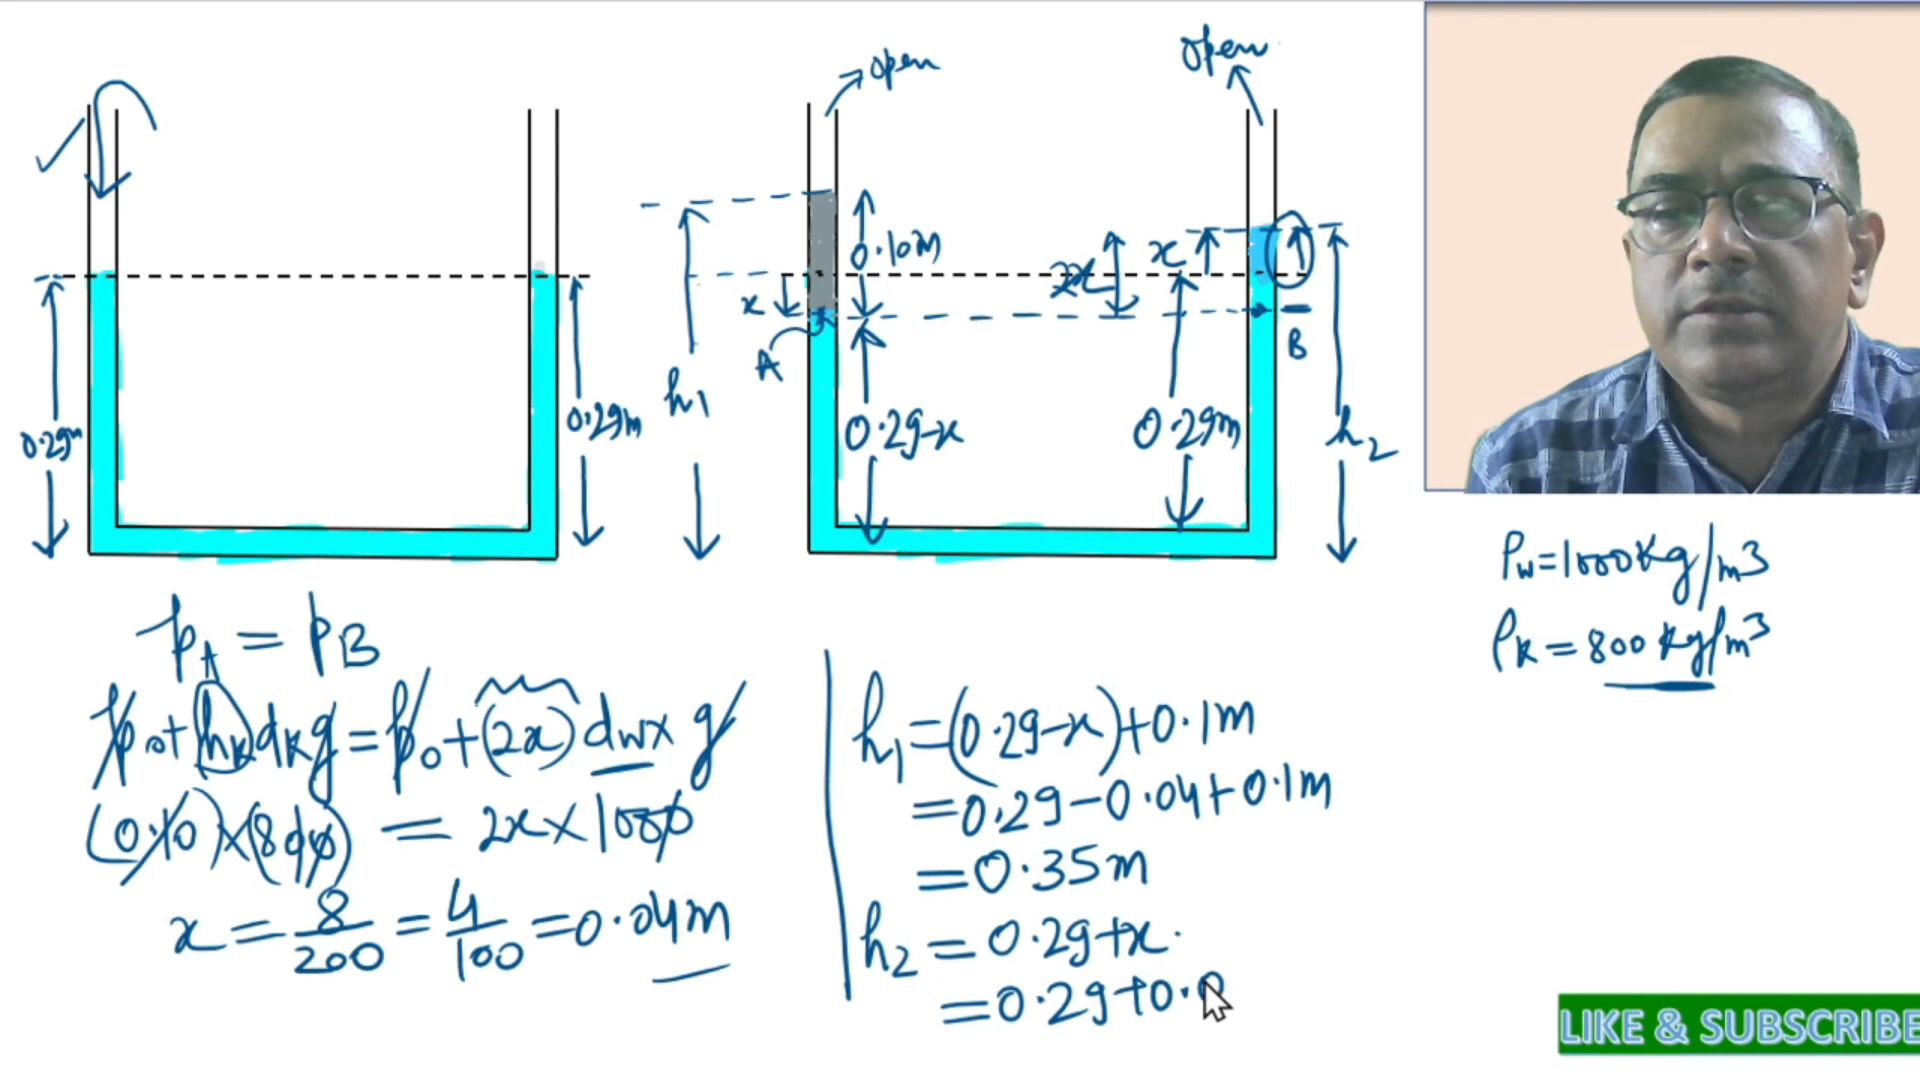 open
open
0.10m
x
2x
x
A
B
0.29m
0.29m
h₁
0.29-x
0.29m
h₂
ρw=1000kg/m3
ρk=800kg/m3
pA = pB
p₀+hkdkg=p₀+(2x)dwxg
(0.10)x(800) = 2x×1000
x=8/200=4/100=0.04m
h₁=(0.29-x)+0.1m
=0.29-0.04+0.1m
=0.35m
h₂=0.29+x.
=0.29+0.0
LIKE & SUBSCRIBE